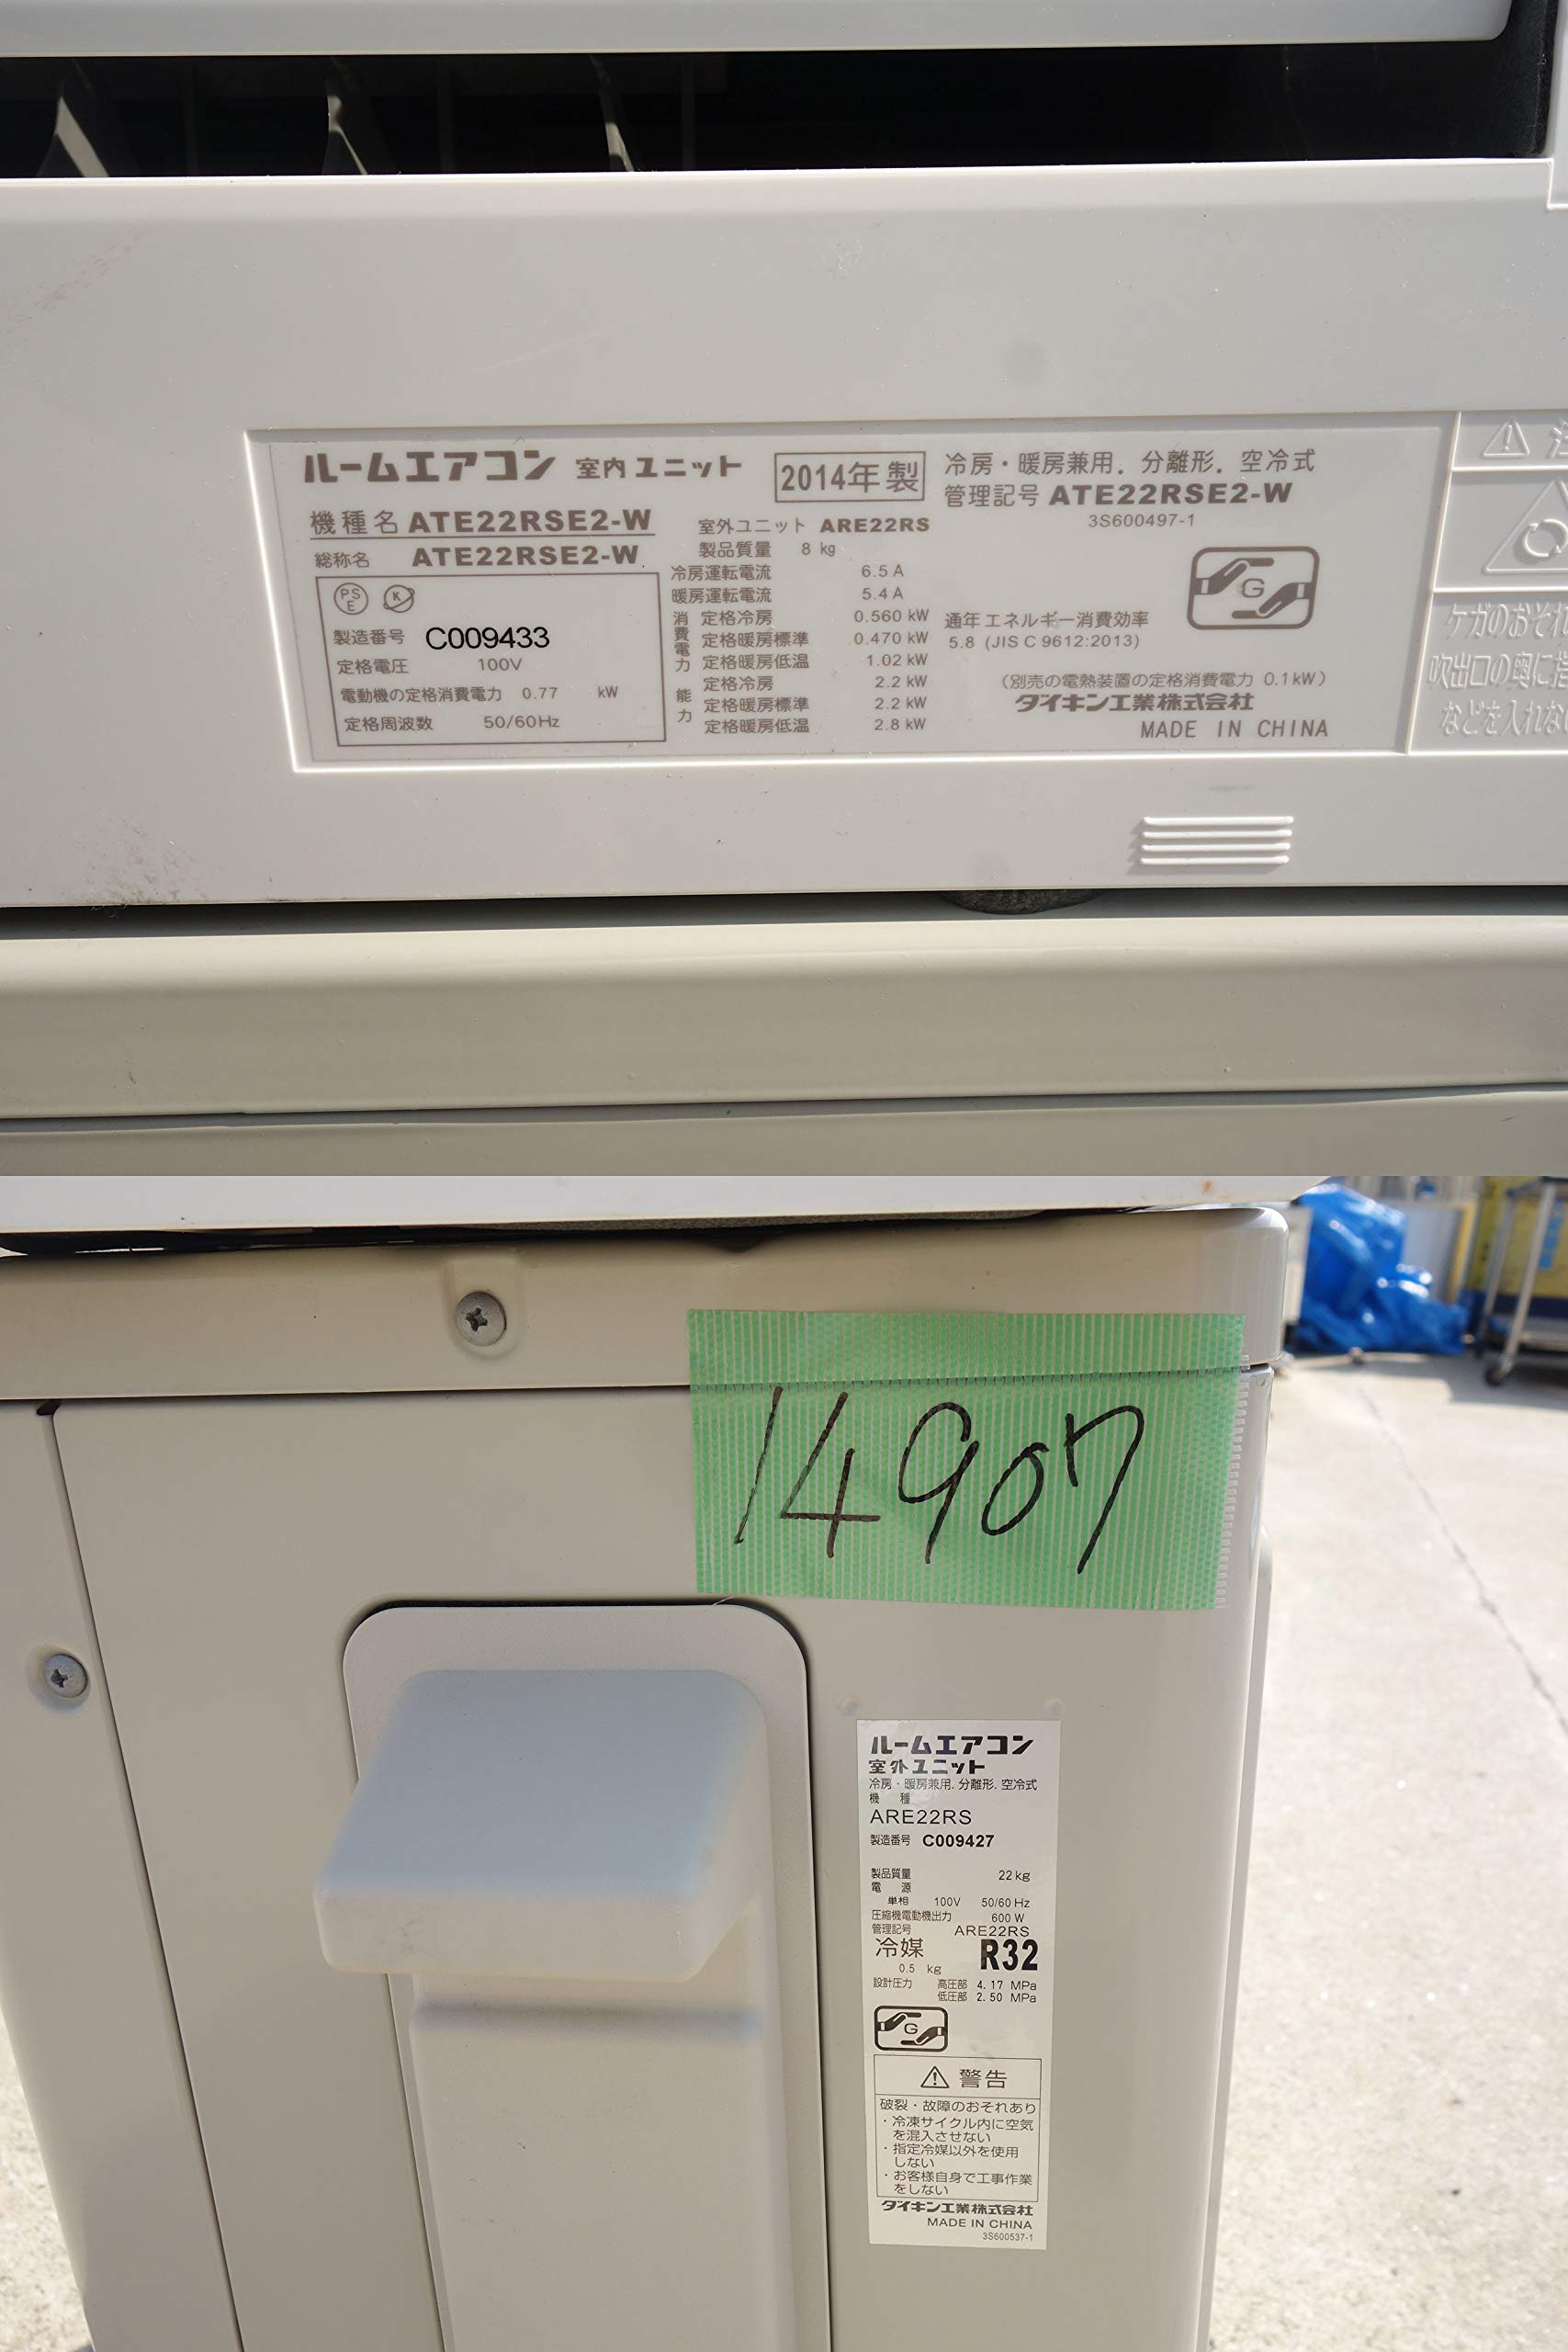 ルームエアコン 室内ユニット 2014年製
機種名 ATE22RSE2-W
総称名 ATE22RSE2-W
PS E K
製造番号 C009433
定格電圧 100V
電動機の定格消費電力 0.77 kW
定格周波数 50/60Hz
室外ユニット ARE22RS
製品質量 8 kg
冷房運転電流 6.5 A
暖房運転電流 5.4 A
消費電力 定格冷房 0.560 kW
定格暖房標準 0.470 kW
定格暖房低温 1.02 kW
能力 定格冷房 2.2 kW
定格暖房標準 2.2 kW
定格暖房低温 2.8 kW
冷房・暖房兼用. 分離形. 空冷式
管理記号 ATE22RSE2-W
3S600497-1
G
通年エネルギー消費効率
5.8 (JIS C 9612:2013)
(別売の電熱装置の定格消費電力 0.1kW)
ダイキン工業株式会社
MADE IN CHINA
ケガのおそれ
吹出口の奥に指
などを入れない
14907
ルームエアコン
室外ユニット
冷房・暖房兼用. 分離形. 空冷式
機 種
ARE22RS
製造番号 C009427
製品質量 22kg
電 源
単相 100V 50/60 Hz
圧縮機電動機出力 600 W
管理記号 ARE22RS
冷媒 R32
0.5 kg
設計圧力 高圧部 4.17 MPa
低圧部 2.50 MPa
G
警告
破裂・故障のおそれあり
・冷凍サイクル内に空気
を混入させない
・指定冷媒以外を使用
しない
・お客様自身で工事作業
をしない
ダイキン工業株式会社
MADE IN CHINA
3S600537-1